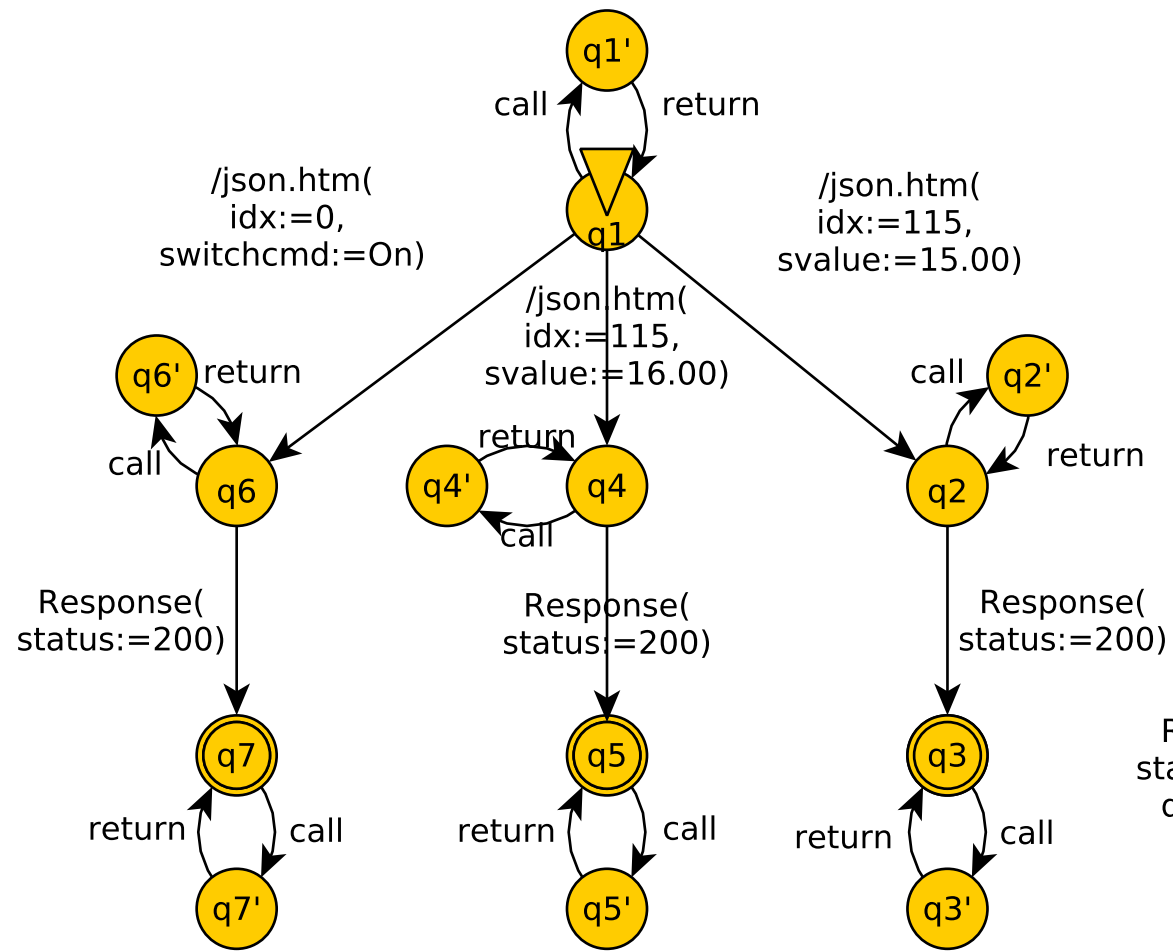 q1'
call
return
/json.htm(
idx:=0,
switchcmd:=On)
/json.htm(
idx:=115,
svalue:=15.00)
q1
/json.htm(
idx:=115,
svalue:=16.00)
q6'
return
call
q6
return
q4'
q4
call
call
q2'
return
q2
Response(
status:=200)
Response(
status:=200)
Response(
status:=200)
q7
q5
q3
return
call
return
call
return
call
q7'
q5'
q3'